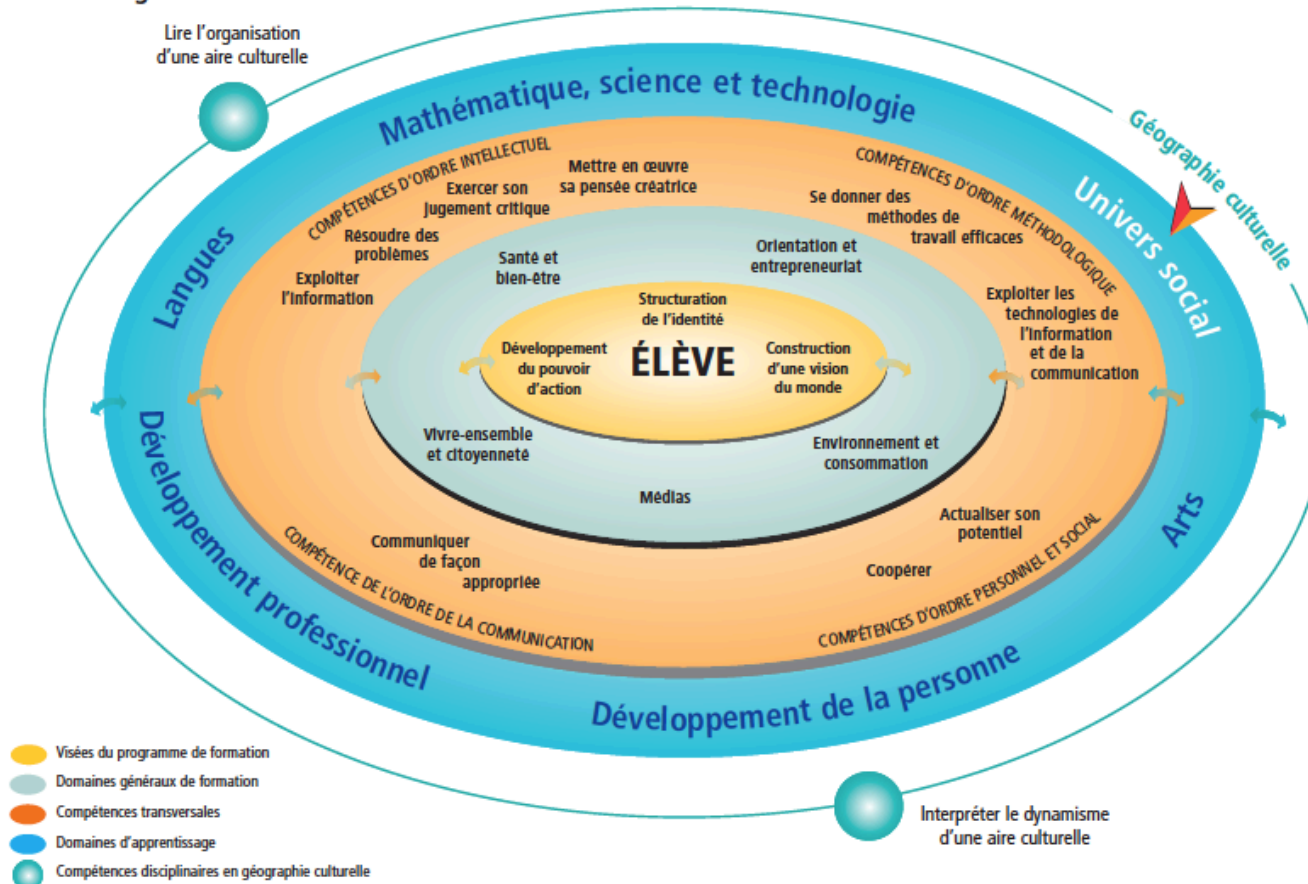 Lire l'organisation
d'une aire culturelle
Géographie culturelle
Mathématique, science et technologie
Langues
Univers social
Arts
Développement professionnel
Développement de la personne
COMPÉTENCES D'ORDRE INTELLECTUEL
Mettre en œuvre
sa pensée créatrice
Exercer son
jugement critique
Résoudre des
problèmes
Exploiter
l'information
COMPÉTENCES D'ORDRE MÉTHODOLOGIQUE
Se donner des
méthodes de
travail efficaces
Exploiter les
technologies de
l'information
et de la
communication
Santé et
bien-être
Orientation et
entrepreneuriat
Structuration
de l'identité
Développement
du pouvoir
d'action
ÉLÈVE
Construction
d'une vision
du monde
Vivre-ensemble
et citoyenneté
Environnement et
consommation
Médias
Communiquer
de façon
appropriée
COMPÉTENCE DE L'ORDRE DE LA COMMUNICATION
Actualiser son
potentiel
Coopérer
COMPÉTENCES D'ORDRE PERSONNEL ET SOCIAL
Visées du programme de formation
Domaines généraux de formation
Compétences transversales
Domaines d'apprentissage
Compétences disciplinaires en géographie culturelle
Interpréter le dynamisme
d'une aire culturelle